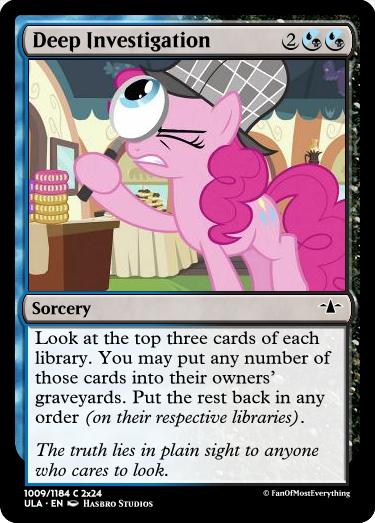 Deep Investigation 2
Sorcery
Look at the top three cards of each
library. You may put any number of
those cards into their owners'
graveyards. Put the rest back in any
order (on their respective libraries).
The truth lies in plain sight to anyone
who cares to look.
1009/1184 C 2x24
ULA • EN Hasbro Studios
© FanOfMostEverything